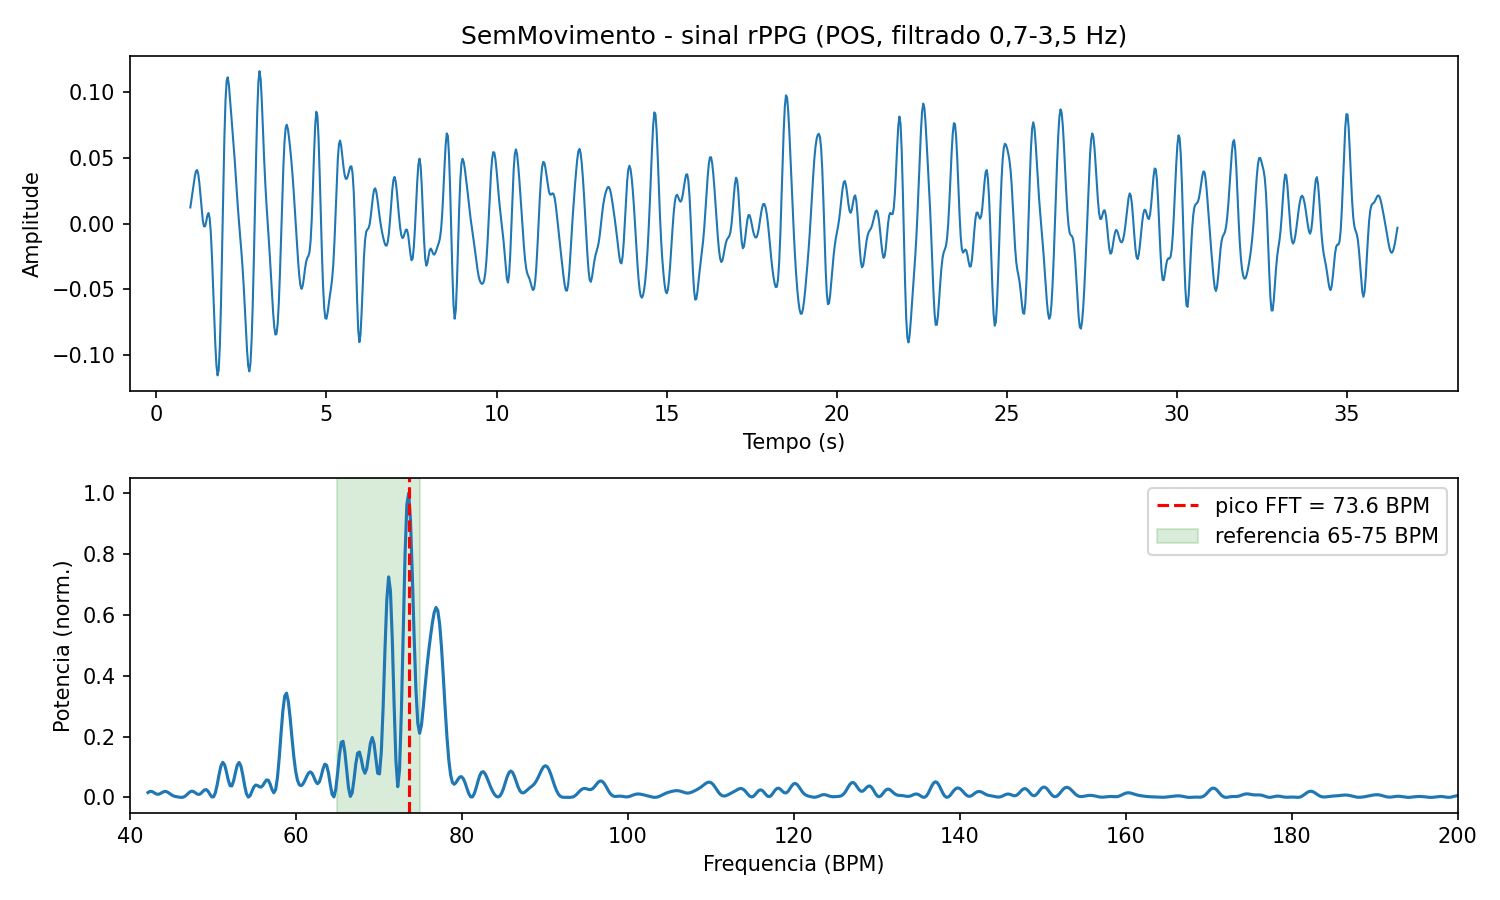 SemMovimento - sinal rPPG (POS, filtrado 0,7-3,5 Hz)
Amplitude
0.10
0.05
0.00
−0.05
−0.10
0 5 10 15 20 25 30 35
Tempo (s)
Potencia (norm.)
1.0
0.8
0.6
0.4
0.2
0.0
pico FFT = 73.6 BPM
referencia 65-75 BPM
40 60 80 100 120 140 160 180 200
Frequencia (BPM)